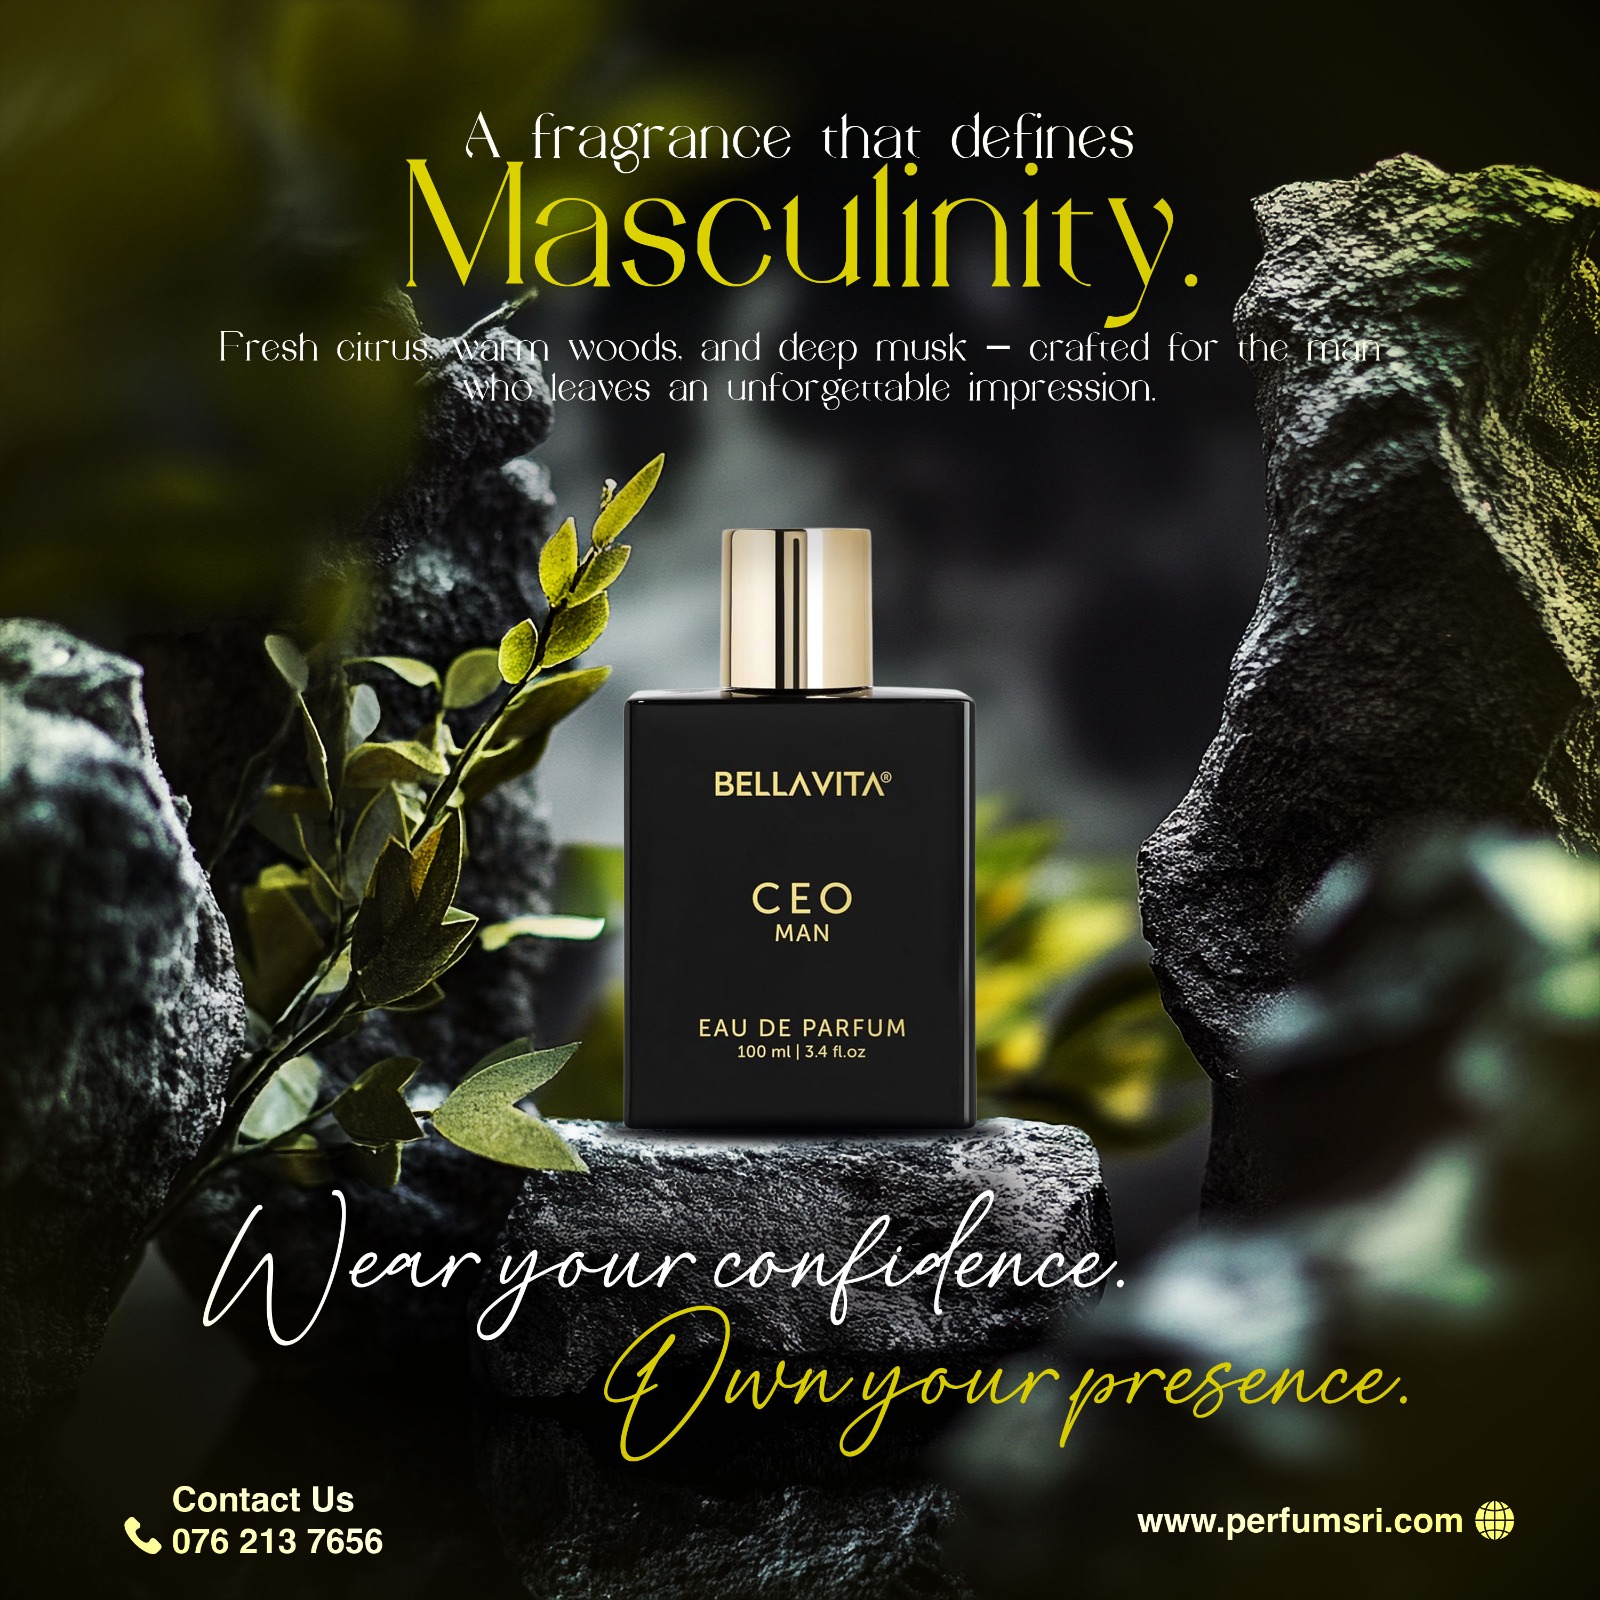 A fragrance that defines
Masculinity.
Fresh citrus, warm woods, and deep musk – crafted for the man
who leaves an unforgettable impression.
BELLAVITA®
CEO
MAN
EAU DE PARFUM
100 ml | 3.4 fl.oz
Wear your confidence.
Own your presence.
Contact Us
076 213 7656
www.perfumsri.com